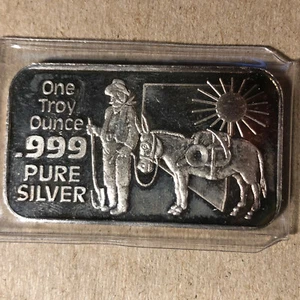 One
Troy
Ounce
.999
PURE
SILVER